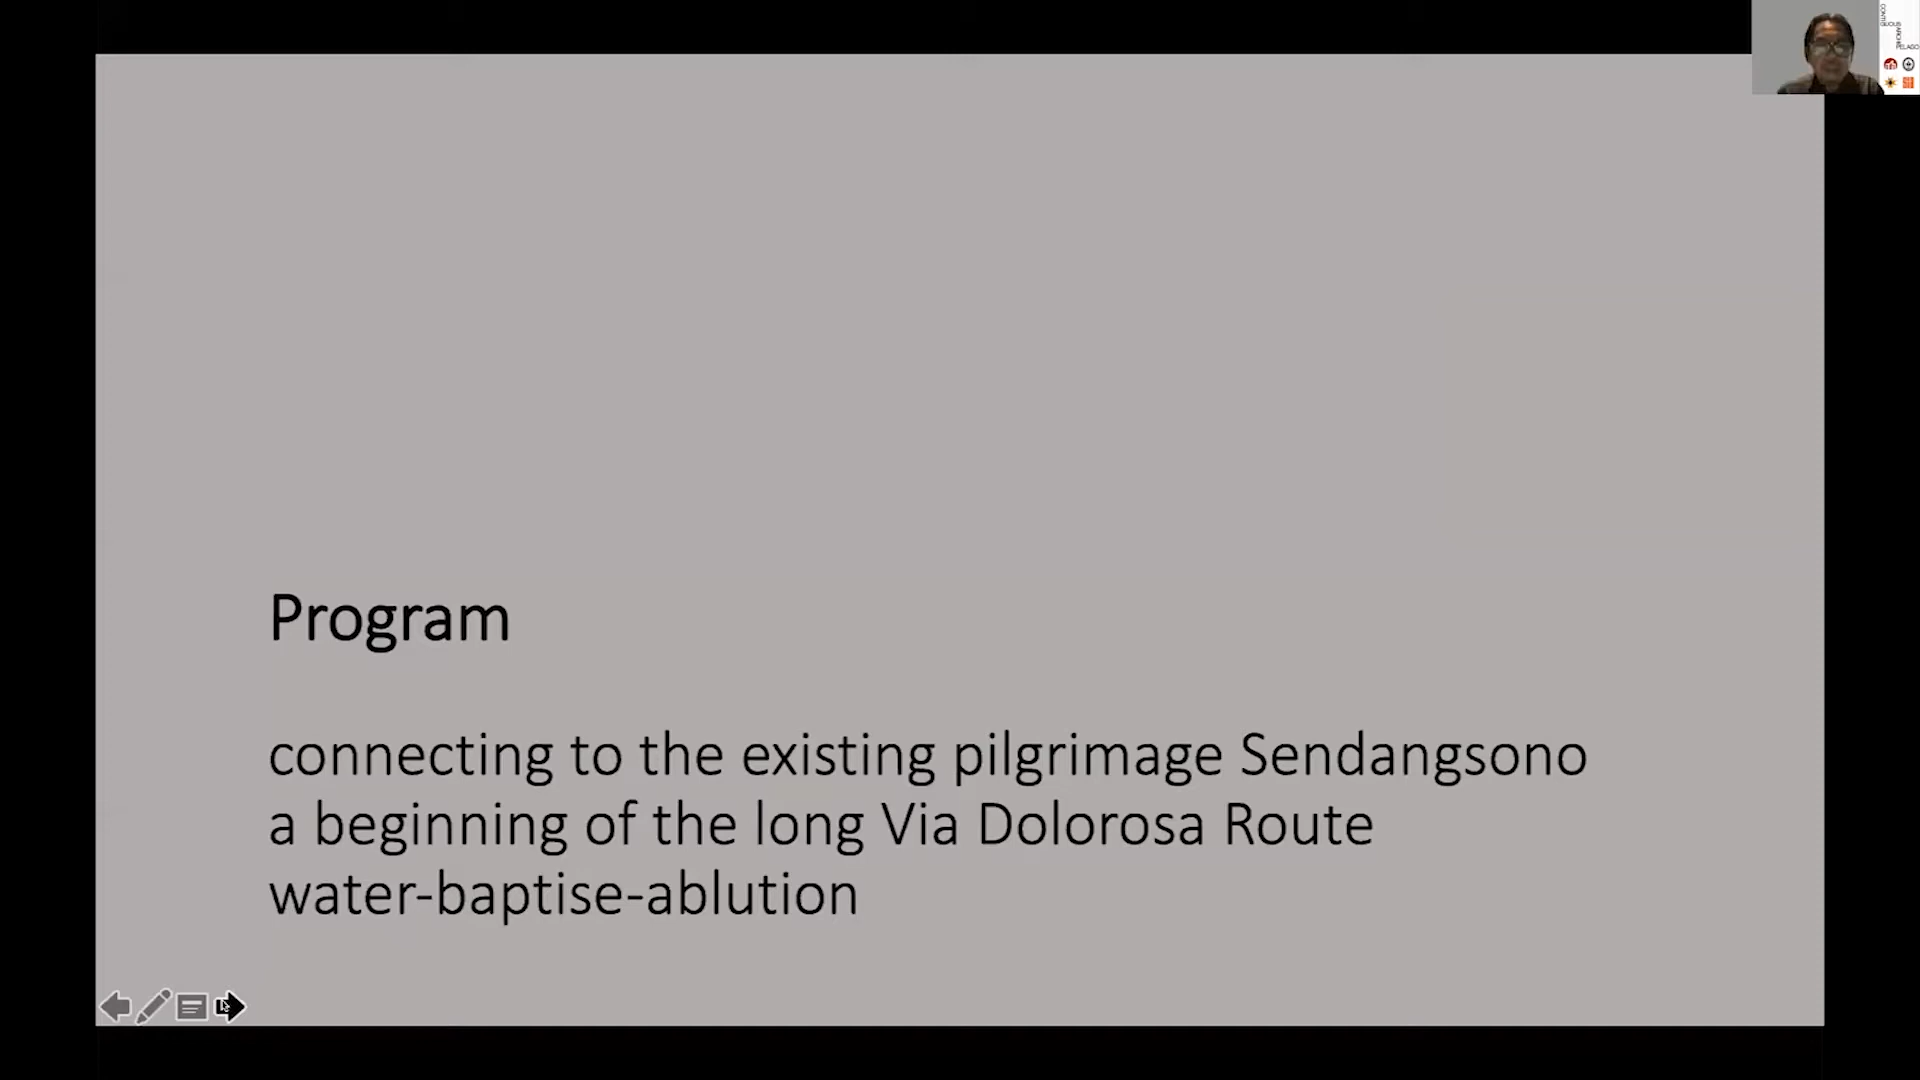 Program
connecting to the existing pilgrimage Sendangsono
a beginning of the long Via Dolorosa Route
water-baptise-ablution